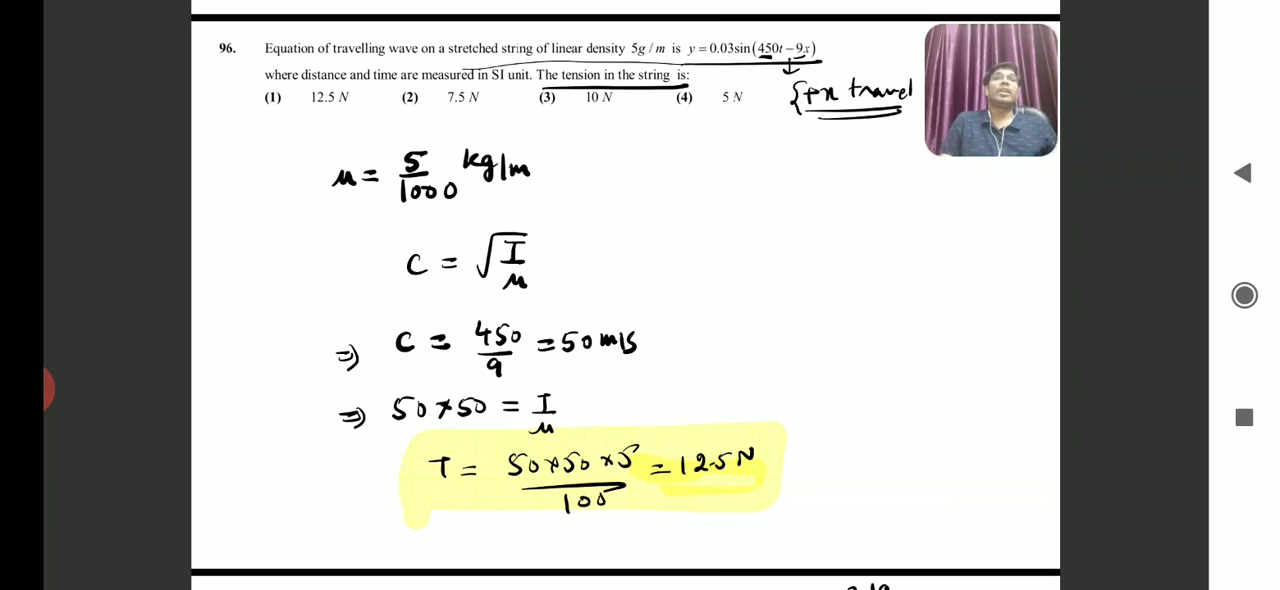 96. Equation of travelling wave on a stretched string of linear density 5g / m is y = 0.03sin(450t − 9x)
where distance and time are measured in SI unit. The tension in the string is:
(1) 12.5 N (2) 7.5 N (3) 10 N (4) 5 N
{+x travel
μ = 5/1000 kg/m
C = √T/μ
⇒ C = 450/9 = 50 m/s
⇒ 50×50 = T/μ
T = 50×50×5/100 = 12.5 N